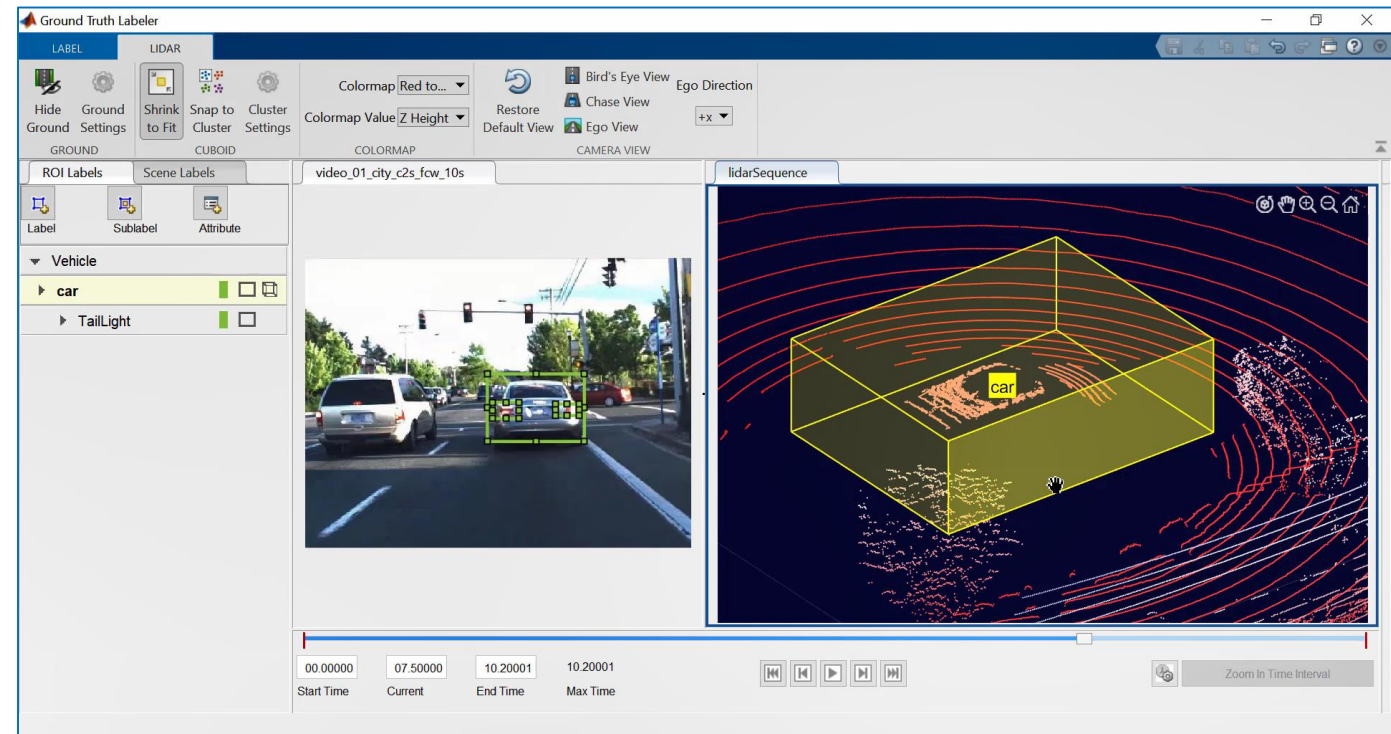 Ground Truth Labeler
LABEL
LIDAR
Hide Ground
Ground Settings
Shrink to Fit
Snap to Cluster
Cluster Settings
Colormap Red to...
Colormap Value Z Height
Restore Default View
Bird's Eye View
Chase View
Ego View
Ego Direction
+x
GROUND
CUBOID
COLORMAP
CAMERA VIEW
ROI Labels
Scene Labels
video_01_city_c2s_fcw_10s
lidarSequence
Label
Sublabel
Attribute
Vehicle
car
TailLight
car
00.00000
07.50000
10.20001
10.20001
Start Time
Current
End Time
Max Time
Zoom In Time Interval